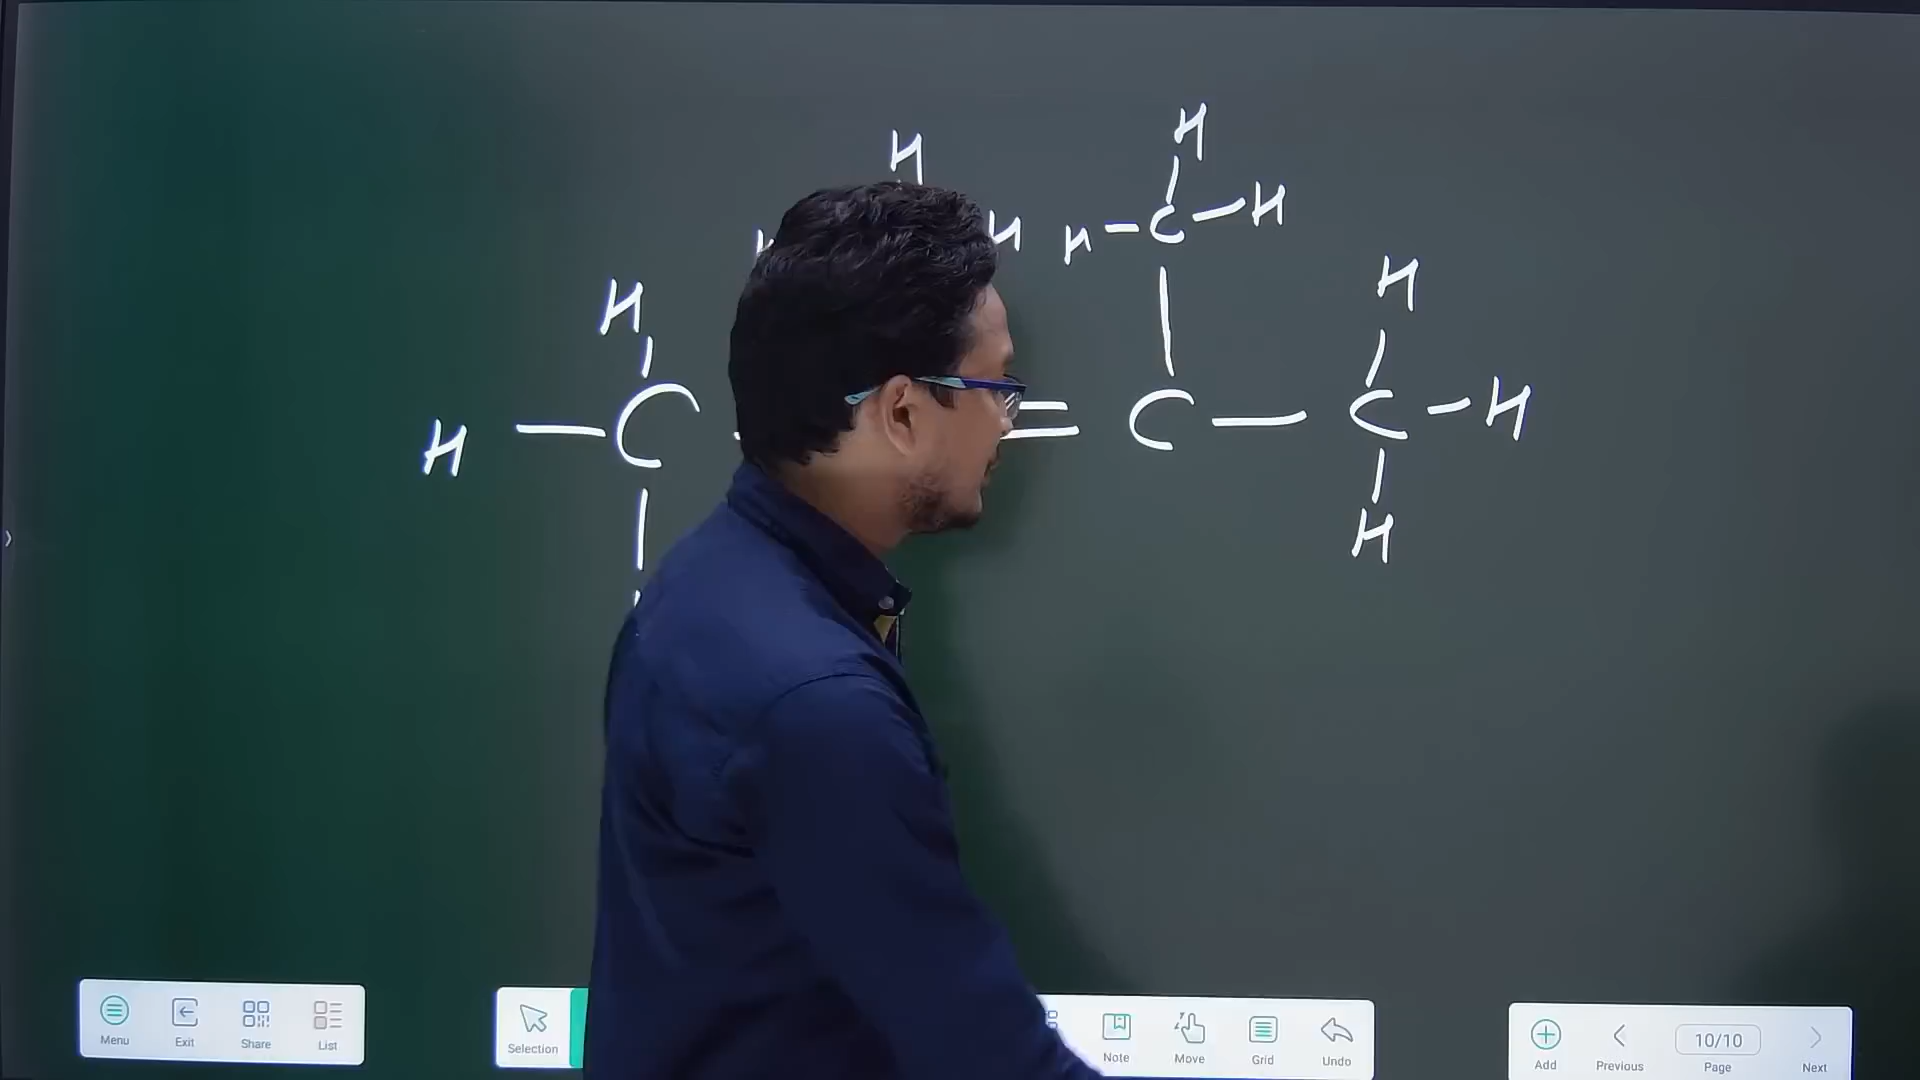 H H
H H H – C – H
H H
H – C = C – C – H
H
Menu Exit Share List Selection Note Move Grid Undo Add Previous 10/10 Page Next